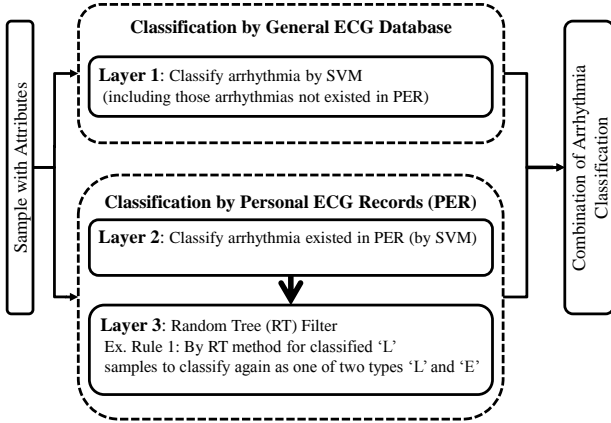 Sample with Attributes
Classification by General ECG Database
Layer 1: Classify arrhythmia by SVM
(including those arrhythmias not existed in PER)
Classification by Personal ECG Records (PER)
Layer 2: Classify arrhythmia existed in PER (by SVM)
Layer 3: Random Tree (RT) Filter
Ex. Rule 1: By RT method for classified ‘L’
samples to classify again as one of two types ‘L’ and ‘E’
Combination of Arrhythmia
Classification